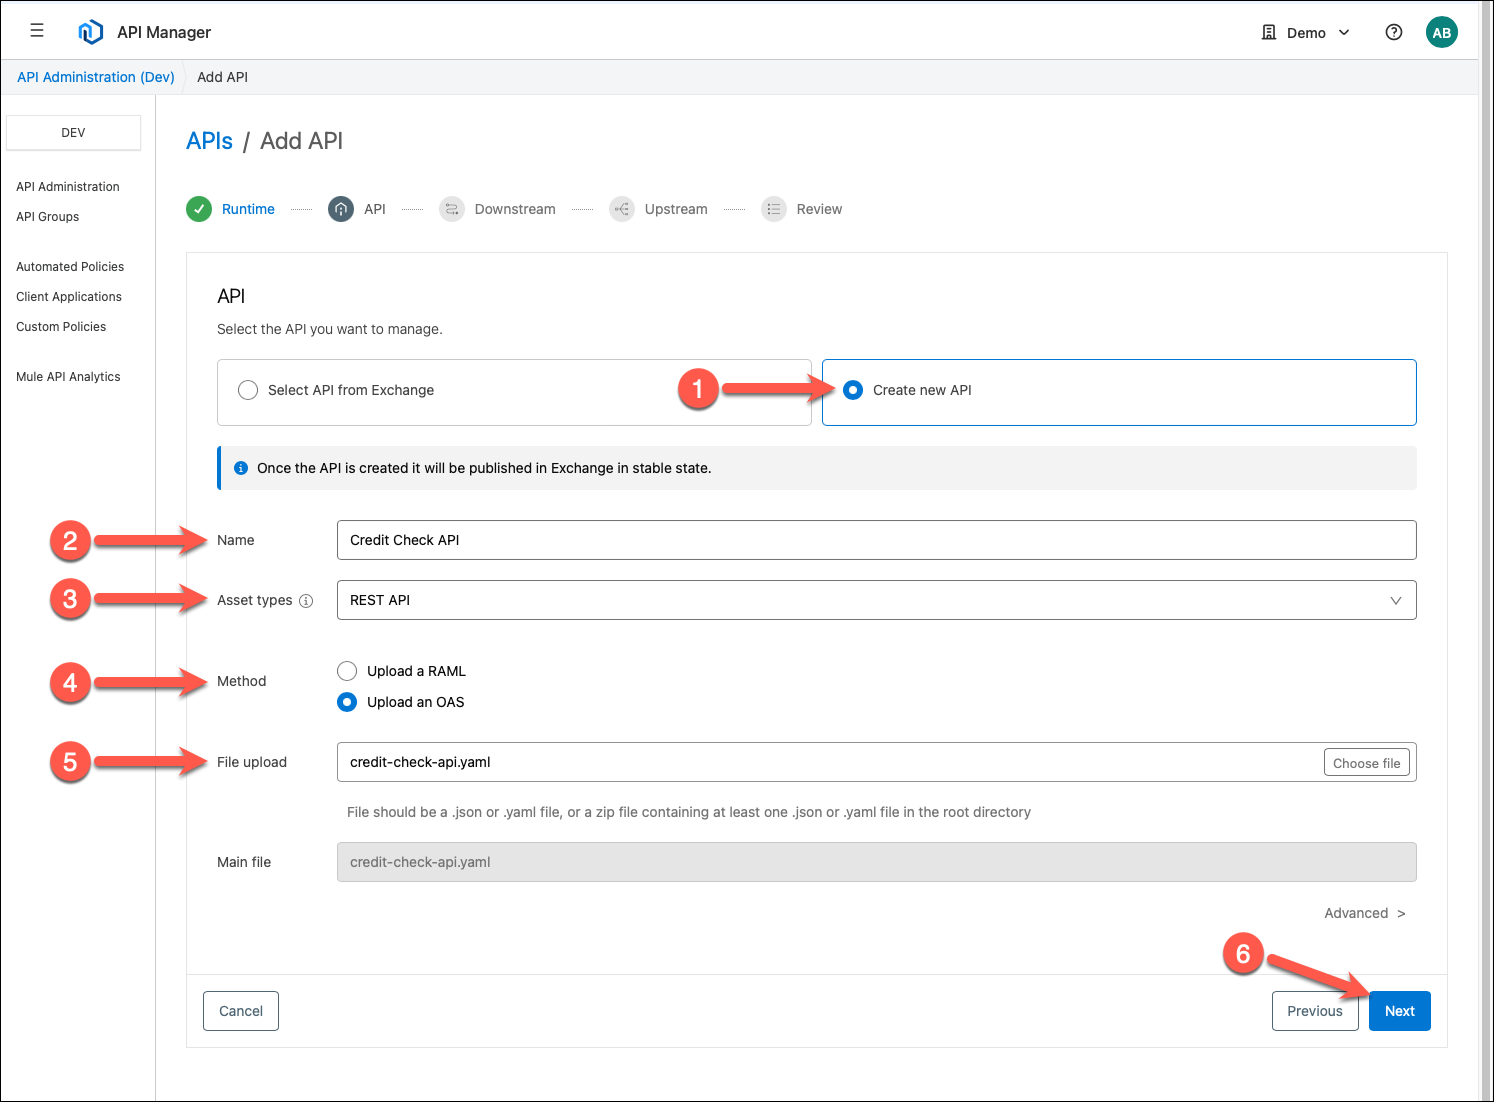 API Manager
Demo
AB
API Administration (Dev)
Add API
DEV
API Administration
API Groups
Automated Policies
Client Applications
Custom Policies
Mule API Analytics
APIs / Add API
Runtime
API
Downstream
Upstream
Review
API
Select the API you want to manage.
Select API from Exchange
1
Create new API
Once the API is created it will be published in Exchange in stable state.
2
Name
Credit Check API
3
Asset types
REST API
4
Method
Upload a RAML
Upload an OAS
5
File upload
credit-check-api.yaml
Choose file
File should be a .json or .yaml file, or a zip file containing at least one .json or .yaml file in the root directory
Main file
credit-check-api.yaml
Advanced >
6
Cancel
Previous
Next